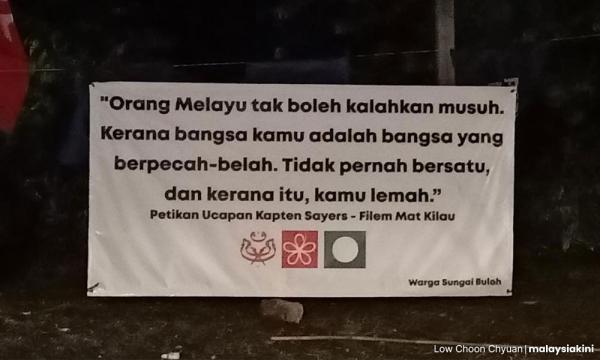 "Orang Melayu tak boleh kalahkan musuh.
Kerana bangsa kamu adalah bangsa yang
berpecah-belah. Tidak pernah bersatu,
dan kerana itu, kamu lemah."
Petikan Ucapan Kapten Sayers - Filem Mat Kilau
Warga Sungai Buloh
Low Choon Chyuan | malaysiakini